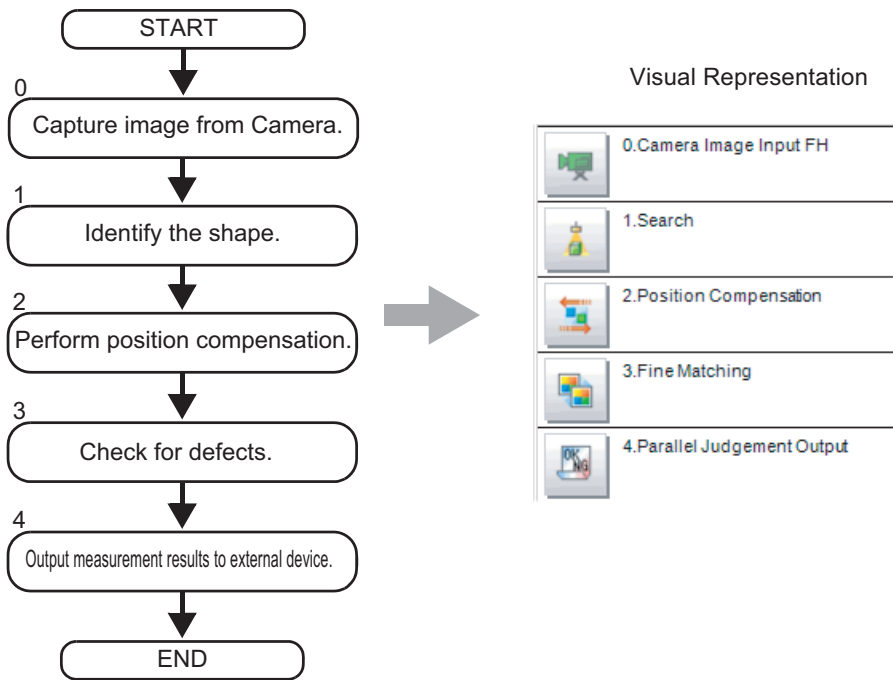 START
0
Capture image from Camera.
1
Identify the shape.
2
Perform position compensation.
3
Check for defects.
4
Output measurement results to external device.
END
Visual Representation
0.Camera Image Input FH
1.Search
2.Position Compensation
3.Fine Matching
OK
NG
4.Parallel Judgement Output